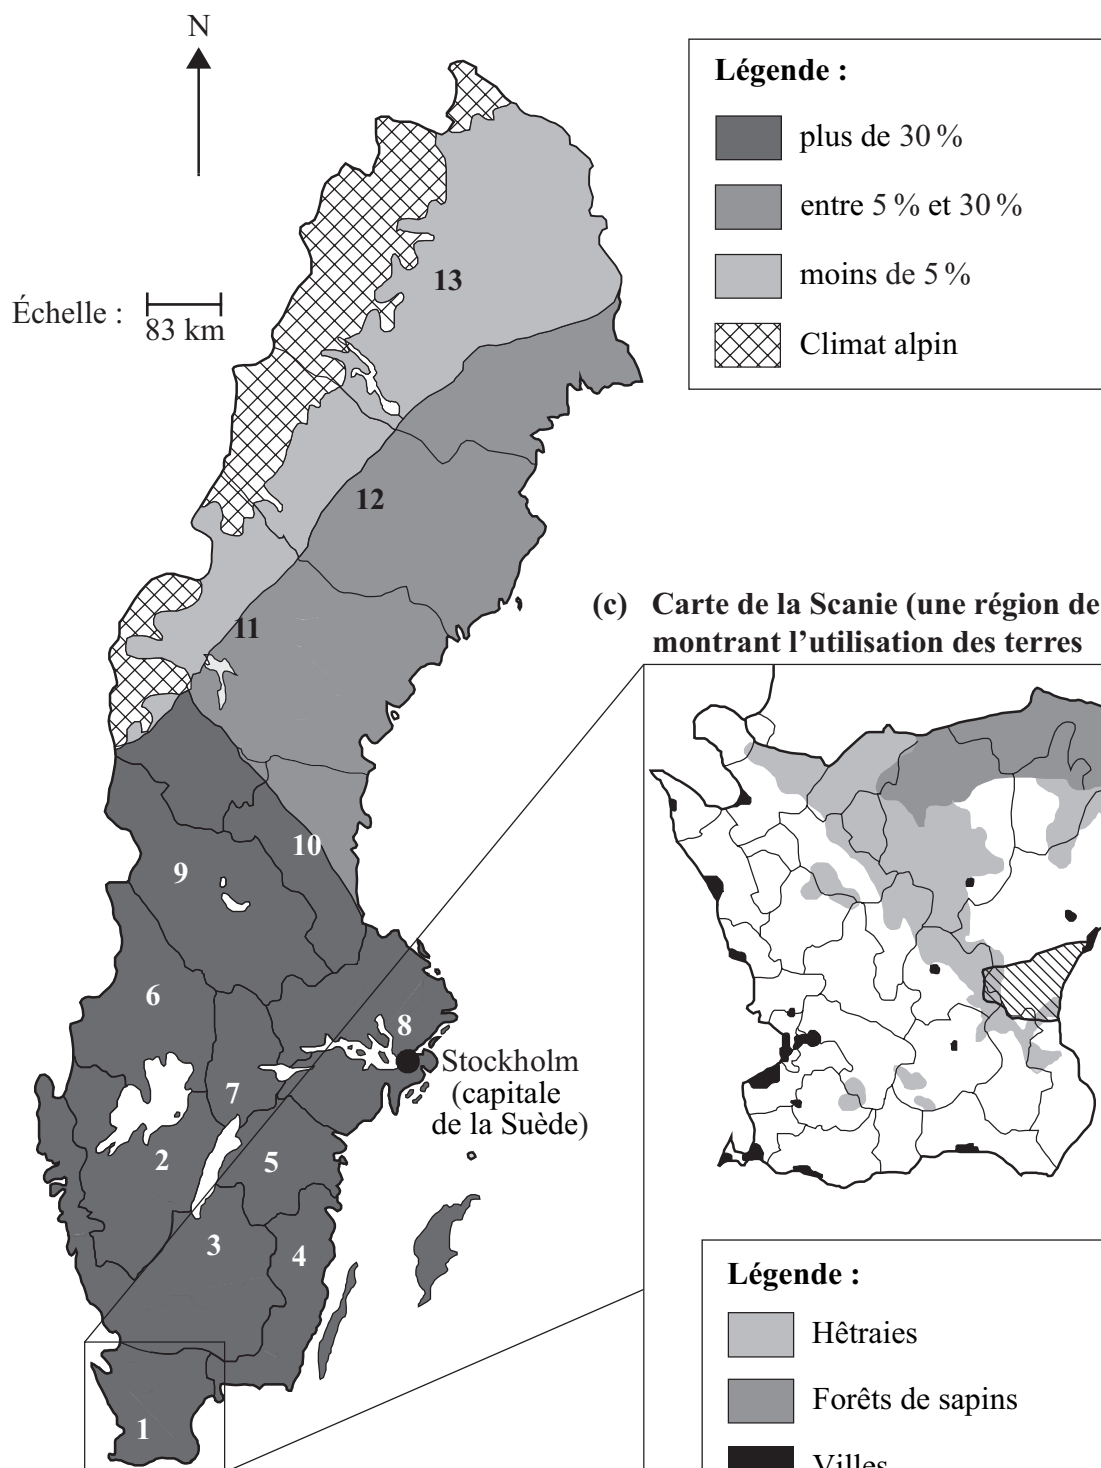 N
Légende :
plus de 30 %
entre 5 % et 30 %
moins de 5 %
Climat alpin
Échelle :
83 km
13
12
11
10
9
6
8
Stockholm
(capitale
de la Suède)
7
2
5
3
4
1
(c) Carte de la Scanie (une région de
montrant l’utilisation des terres
Légende :
Hêtraies
Forêts de sapins
Villes